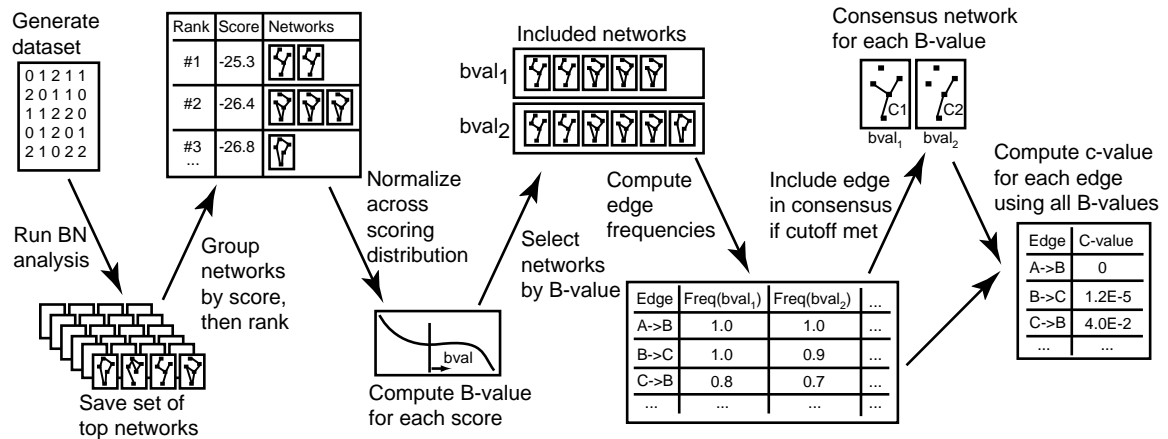 Generate
dataset
0 1 2 1 1
2 0 1 1 0
1 1 2 2 0
0 1 2 0 1
2 1 0 2 2
Run BN
analysis
Save set of
top networks
Group
networks
by score,
then rank
Rank Score Networks
#1 -25.3
#2 -26.4
#3 -26.8
...
Normalize
across
scoring
distribution
bval
Compute B-value
for each score
Select
networks
by B-value
Included networks
bval₁
bval₂
Compute
edge
frequencies
Edge Freq(bval₁) Freq(bval₂) ...
A->B 1.0 1.0 ...
B->C 1.0 0.9 ...
C->B 0.8 0.7 ...
... ... ... ...
Include edge
in consensus
if cutoff met
Consensus network
for each B-value
C1 C2
bval₁ bval₂
Compute c-value
for each edge
using all B-values
Edge C-value
A->B 0
B->C 1.2E-5
C->B 4.0E-2
... ...